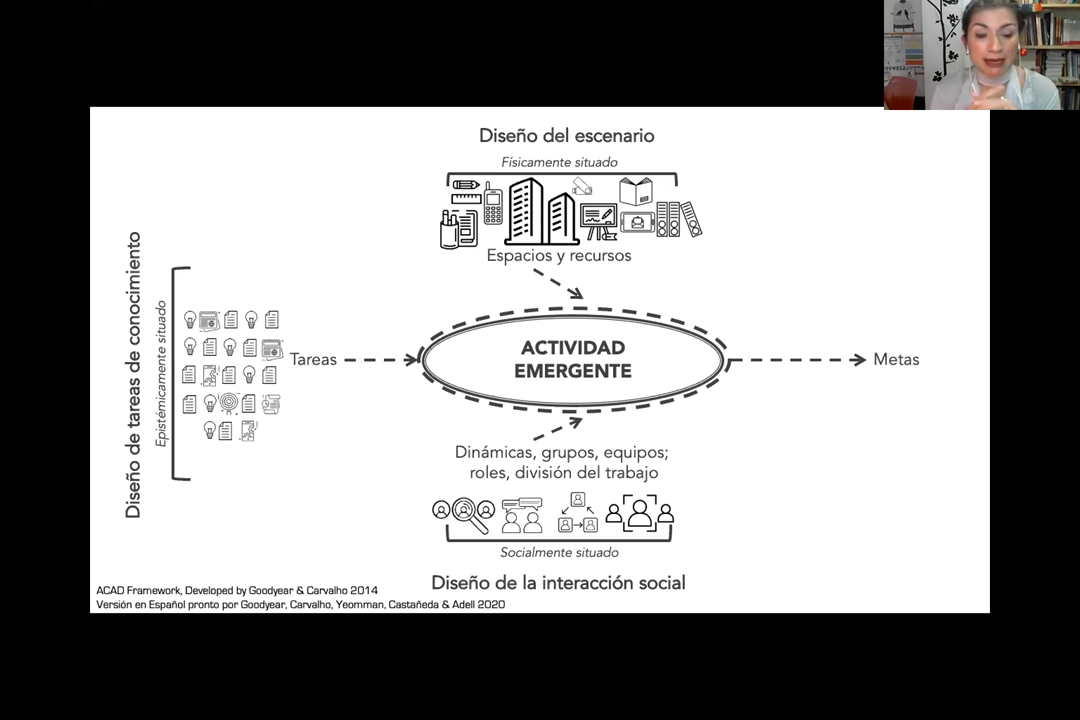 Diseño del escenario
Físicamente situado
Espacios y recursos
Diseño de tareas de conocimiento
Epistémicamente situado
Tareas
ACTIVIDAD
EMERGENTE
Metas
Dinámicas, grupos, equipos;
roles, división del trabajo
Socialmente situado
Diseño de la interacción social
ACAD Framework, Developed by Goodyear & Carvalho 2014
Versión en Español pronto por Goodyear, Carvalho, Yeomman, Castañeda & Adell 2020